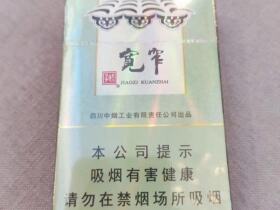 宽窄
JIAOZI KUANZHAI
四川中烟工业有限责任公司出品
本公司提示
吸烟有害健康
请勿在禁烟场所吸烟